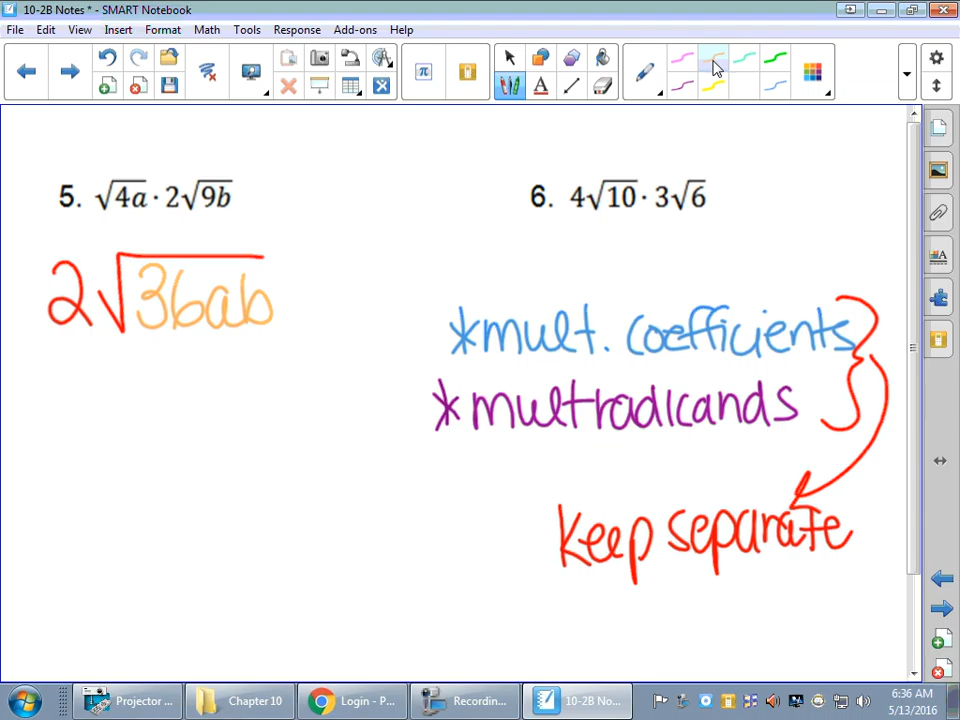 10-2B Notes * - SMART Notebook
File Edit View Insert Format Math Tools Response Add-ons Help
5. √4a · 2√9b
6. 4√10 · 3√6
2√36ab
*mult. coefficients
*mult radicands
keep separate
Projector ...
Chapter 10
Login - P...
Recordin...
10-2B No...
6:36 AM
5/13/2016